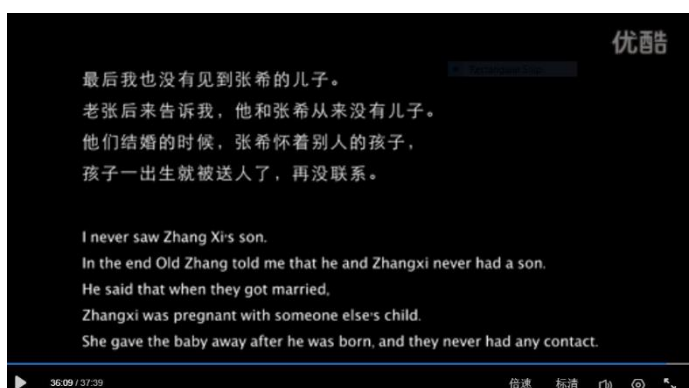 优酷
最后我也没有见到张希的儿子。
老张后来告诉我，他和张希从来没有儿子。
他们结婚的时候，张希怀着别人的孩子，
孩子一出生就被送人了，再没联系。
I never saw Zhang Xi's son.
In the end Old Zhang told me that he and Zhangxi never had a son.
He said that when they got married,
Zhangxi was pregnant with someone else's child.
She gave the baby away after he was born, and they never had any contact.
36:09 / 37:39 倍速 标清